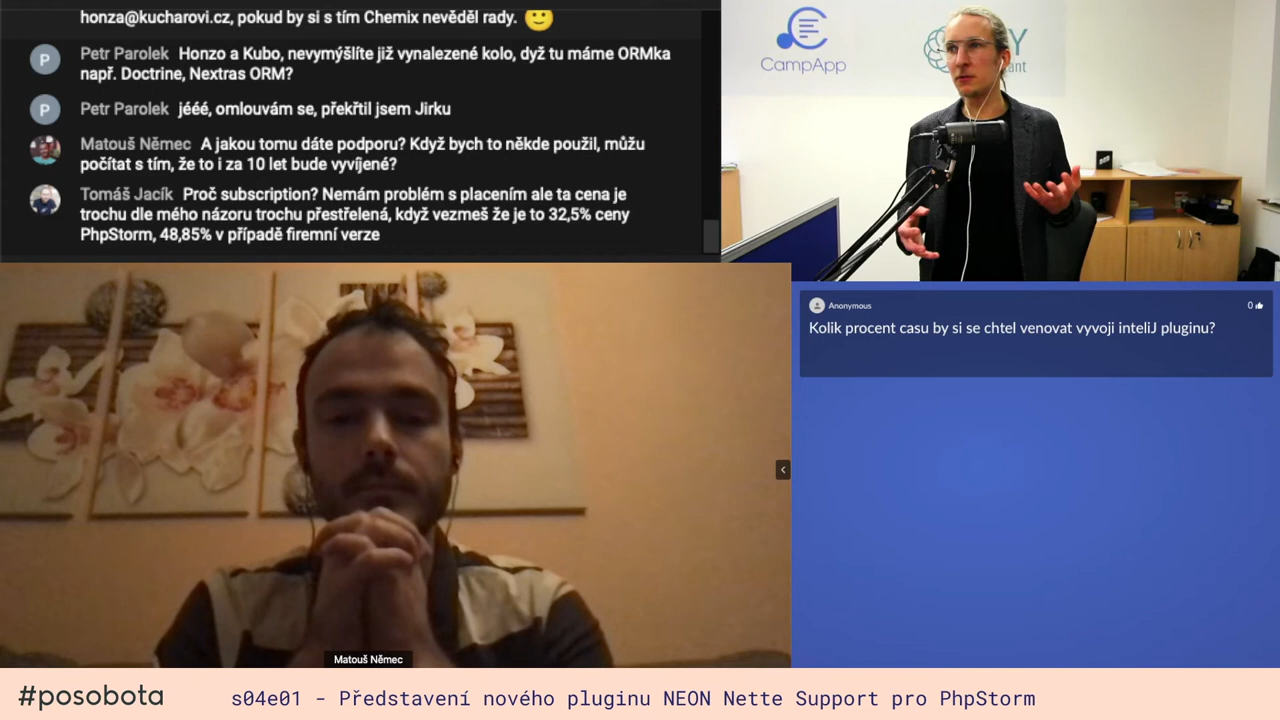 honza@kucharovi.cz, pokud by si s tím Chemix nevěděl rady.
P Petr Parolek Honzo a Kubo, nevymýšlíte již vynalezené kolo, dyž tu máme ORMka
např. Doctrine, Nextras ORM?
P Petr Parolek jééé, omlouvám se, překřtil jsem Jirku
Matouš Němec A jakou tomu dáte podporu? Když bych to někde použil, můžu
počítat s tím, že to i za 10 let bude vyvíjené?
Tomáš Jacík Proč subscription? Nemám problém s placením ale ta cena je
trochu dle mého názoru trochu přestřelená, když vezmeš že je to 32,5% ceny
PhpStorm, 48,85% v případě firemní verze
CampApp
Y
ant
Anonymous
0
Kolik procent casu by si se chtel venovat vyvoji inteliJ pluginu?
Matouš Němec
#posobota
s04e01 - Představení nového pluginu NEON Nette Support pro PhpStorm